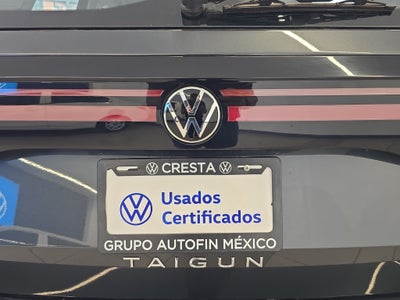 CRESTA
Usados
Certificados
GRUPO AUTOFIN MÉXICO
TAIGUN